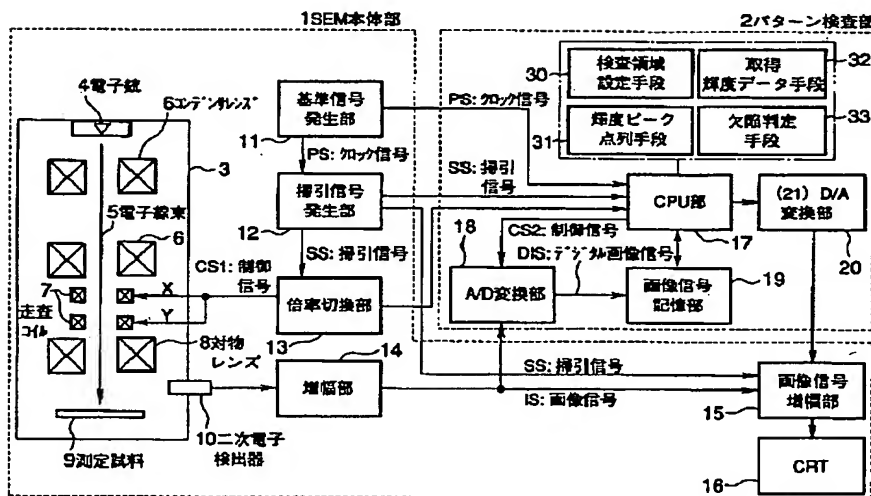 1SEM本体部
2パターン検査部
4電子銃
6コンデンサレンズ
3
5電子線束
6
CS1:制御
信号
7
走査
コイル
X
Y
8対物
レンズ
9測定試料
10二次電子
検出器
基準信号
発生部
11
PS:クロック信号
PS:クロック信号
掃引信号
発生部
12
SS:掃引信号
SS:掃引
信号
倍率切換部
13
14
増幅部
30
検査領域
設定手段
取得
輝度データ手段
32
31
輝度ピーク
点列手段
欠陥判定
手段
33
CPU部
17
(21) D/A
変換部
20
CS2:制御信号
DIS:デジタル画像信号
18
A/D変換部
画像信号
記憶部
19
SS:掃引信号
IS:画像信号
画像信号
増幅部
15
CRT
16